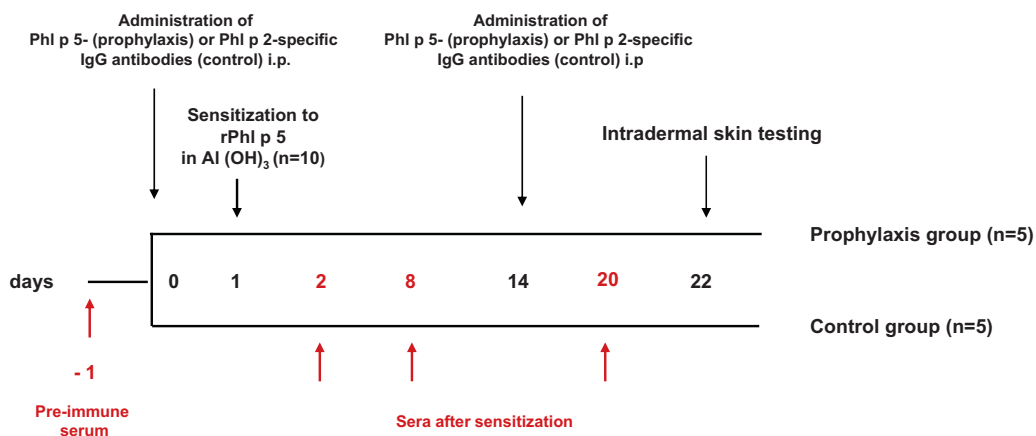 Administration of
Phl p 5- (prophylaxis) or Phl p 2-specific
IgG antibodies (control) i.p.
Administration of
Phl p 5- (prophylaxis) or Phl p 2-specific
IgG antibodies (control) i.p
Sensitization to
rPhl p 5
in Al (OH)₃ (n=10)
Intradermal skin testing
Prophylaxis group (n=5)
days 0 1 2 8 14 20 22
Control group (n=5)
- 1
Pre-immune
serum
Sera after sensitization